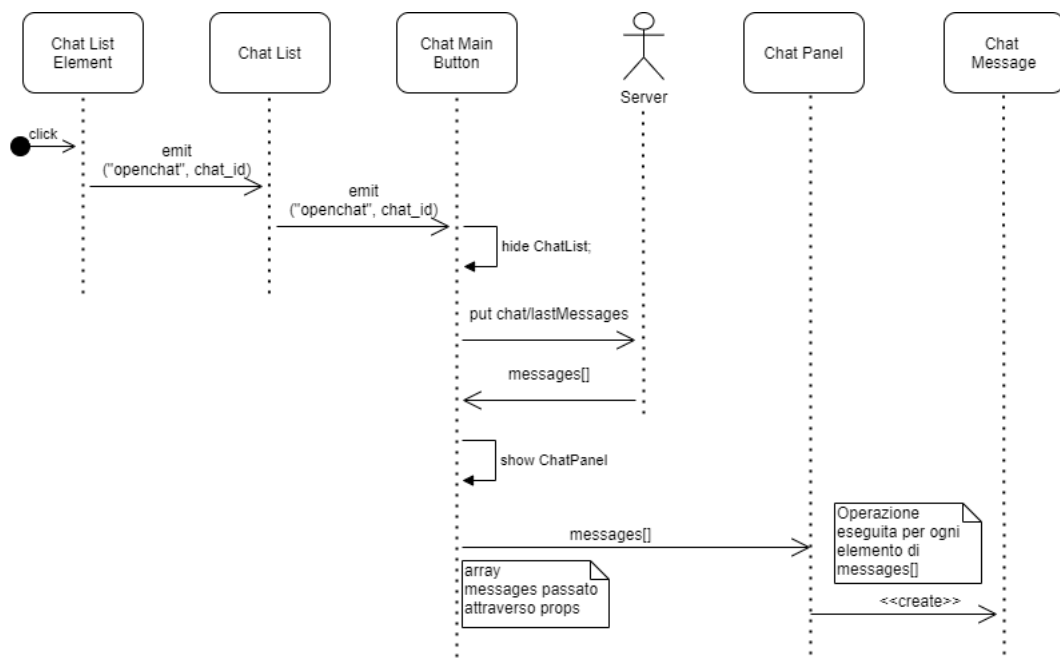 Chat List
Element
Chat List
Chat Main
Button
Server
Chat Panel
Chat
Message
click
emit
("openchat", chat_id)
emit
("openchat", chat_id)
hide ChatList;
put chat/lastMessages
messages[]
show ChatPanel
messages[]
array
messages passato
attraverso props
Operazione
eseguita per ogni
elemento di
messages[]
<<create>>